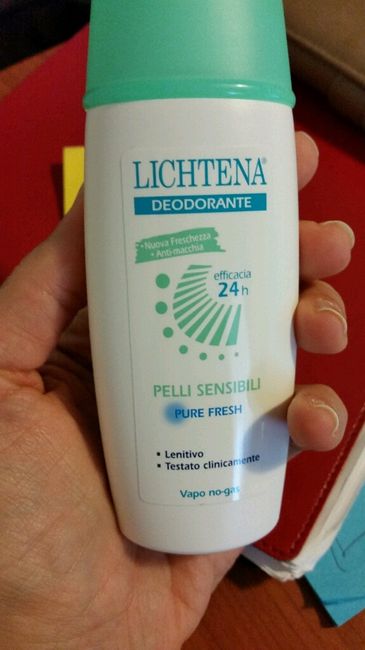 LICHTENA®
DEODORANTE
• Nuova Freschezza
• Anti-macchia
efficacia
24h
PELLI SENSIBILI
PURE FRESH
▪ Lenitivo
▪ Testato clinicamente
Vapo no-gas